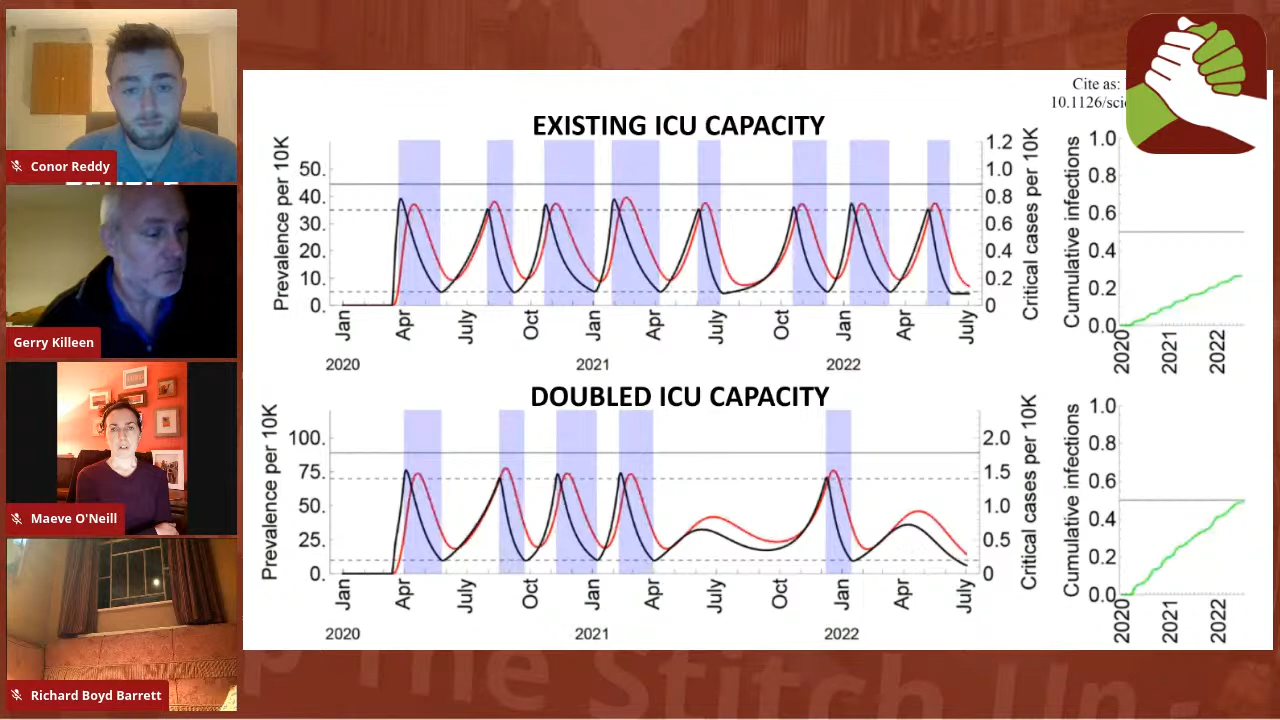 Conor Reddy
Gerry Killeen
Maeve O'Neill
Richard Boyd Barrett
Cite as:
10.1126/sci
EXISTING ICU CAPACITY
Prevalence per 10K
50.
40.
30.
20
10.
0.
1.2
1.0
0.8
0.6
0.4
0.2
0
Critical cases per 10K
Jan
Apr
July
Oct
Jan
Apr
July
Oct
Jan
Apr
July
2020
2021
2022
Cumulative infections
1.0
0.8
0.6
0.4
0.2
0.0
2020
2021
2022
DOUBLED ICU CAPACITY
Prevalence per 10K
100.
75.
50.
25.
0.
2.0
1.5
1.0
0.5
0
Critical cases per 10K
Jan
Apr
July
Oct
Jan
Apr
July
Oct
Jan
Apr
July
2020
2021
2022
Cumulative infections
1.0
0.8
0.6
0.4
0.2
0.0
2020
2021
2022
The Stitch Up